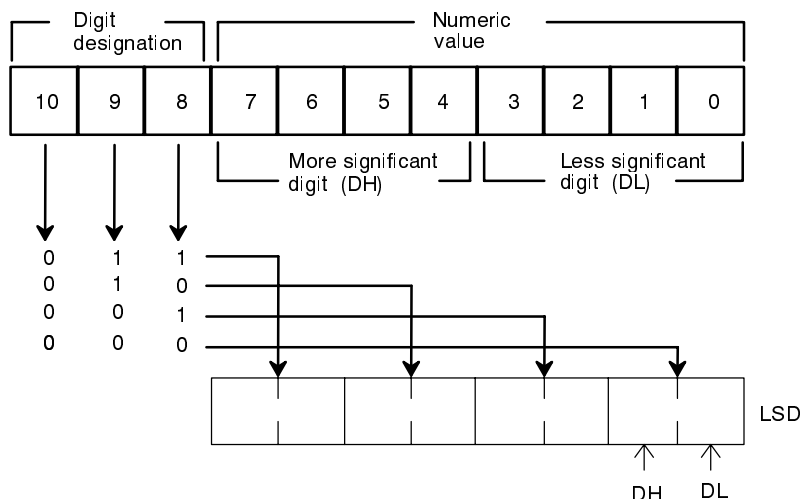 Digit
designation
Numeric
value
10 9 8 7 6 5 4 3 2 1 0
More significant
digit (DH)
Less significant
digit (DL)
0 1 1
0 1 0
0 0 1
0 0 0
LSD
DH DL